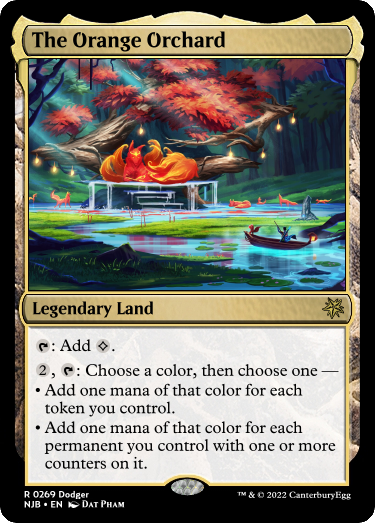 The Orange Orchard
Legendary Land
: Add .
2, : Choose a color, then choose one —
• Add one mana of that color for each
token you control.
• Add one mana of that color for each
permanent you control with one or more
counters on it.
R 0269 Dodger
NJB • EN Dat Pham
™ & © 2022 CanterburyEgg